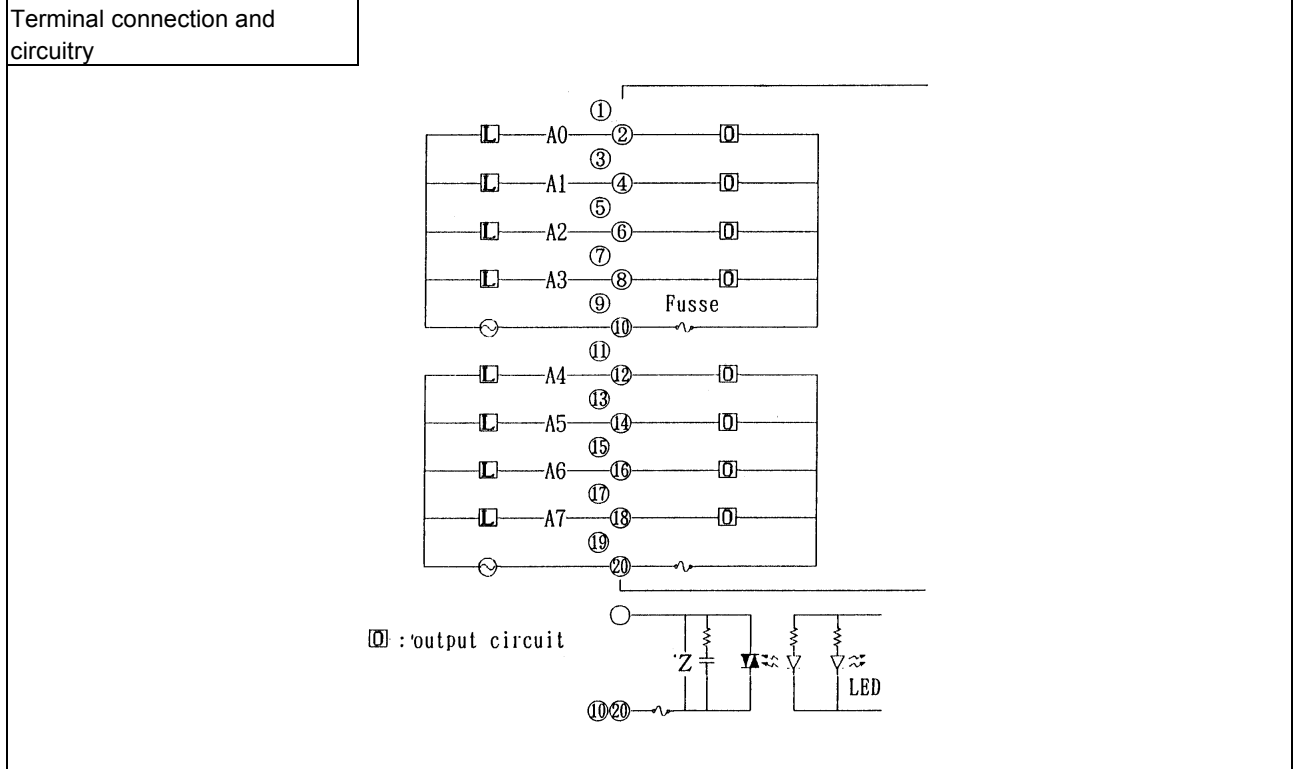 Terminal connection and
circuitry
①
L A0 ② O
③
L A1 ④ O
⑤
L A2 ⑥ O
⑦
L A3 ⑧ O
⑨ Fusse
⑩
⑪
L A4 ⑫ O
⑬
L A5 ⑭ O
⑮
L A6 ⑯ O
⑰
L A7 ⑱ O
⑲
⑳
O : output circuit
Z
LED
⑩⑳